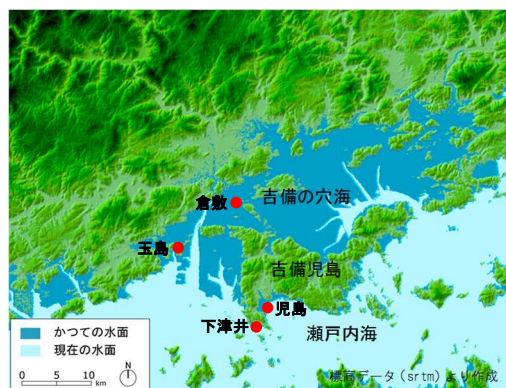 倉敷
吉備の穴海
玉島
吉備児島
児島
下津井
瀬戸内海
かつての水面
現在の水面
0 5 10 km
N
標高データ(srtm)より作成